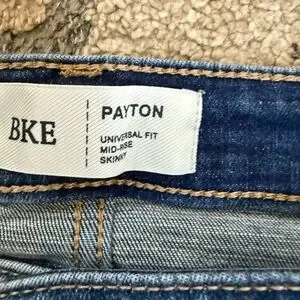 BKE
PAYTON
UNIVERSAL FIT
MID-RISE
SKINNY